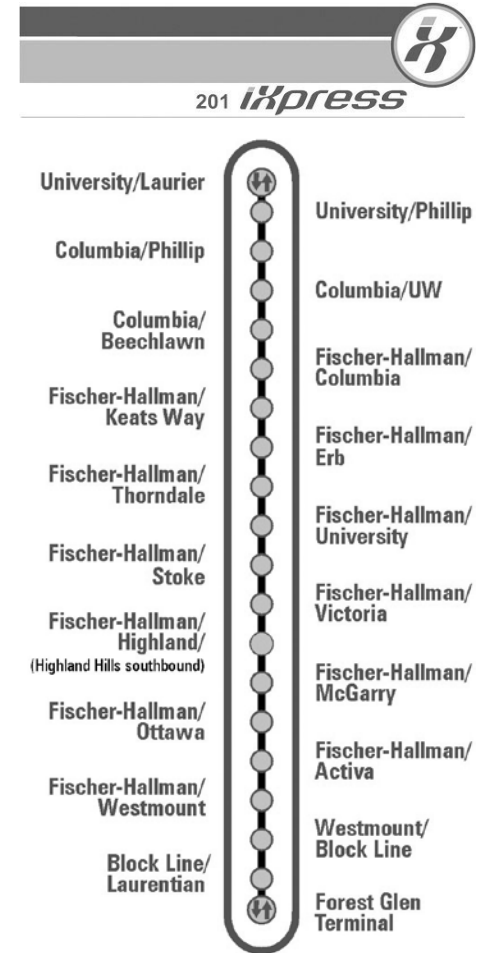 iX
201 iXpress
University/Laurier
University/Phillip
Columbia/Phillip
Columbia/UW
Columbia/
Beechlawn
Fischer-Hallman/
Columbia
Fischer-Hallman/
Keats Way
Fischer-Hallman/
Erb
Fischer-Hallman/
Thorndale
Fischer-Hallman/
University
Fischer-Hallman/
Stoke
Fischer-Hallman/
Victoria
Fischer-Hallman/
Highland/
(Highland Hills southbound)
Fischer-Hallman/
McGarry
Fischer-Hallman/
Ottawa
Fischer-Hallman/
Activa
Fischer-Hallman/
Westmount
Westmount/
Block Line
Block Line/
Laurentian
Forest Glen
Terminal